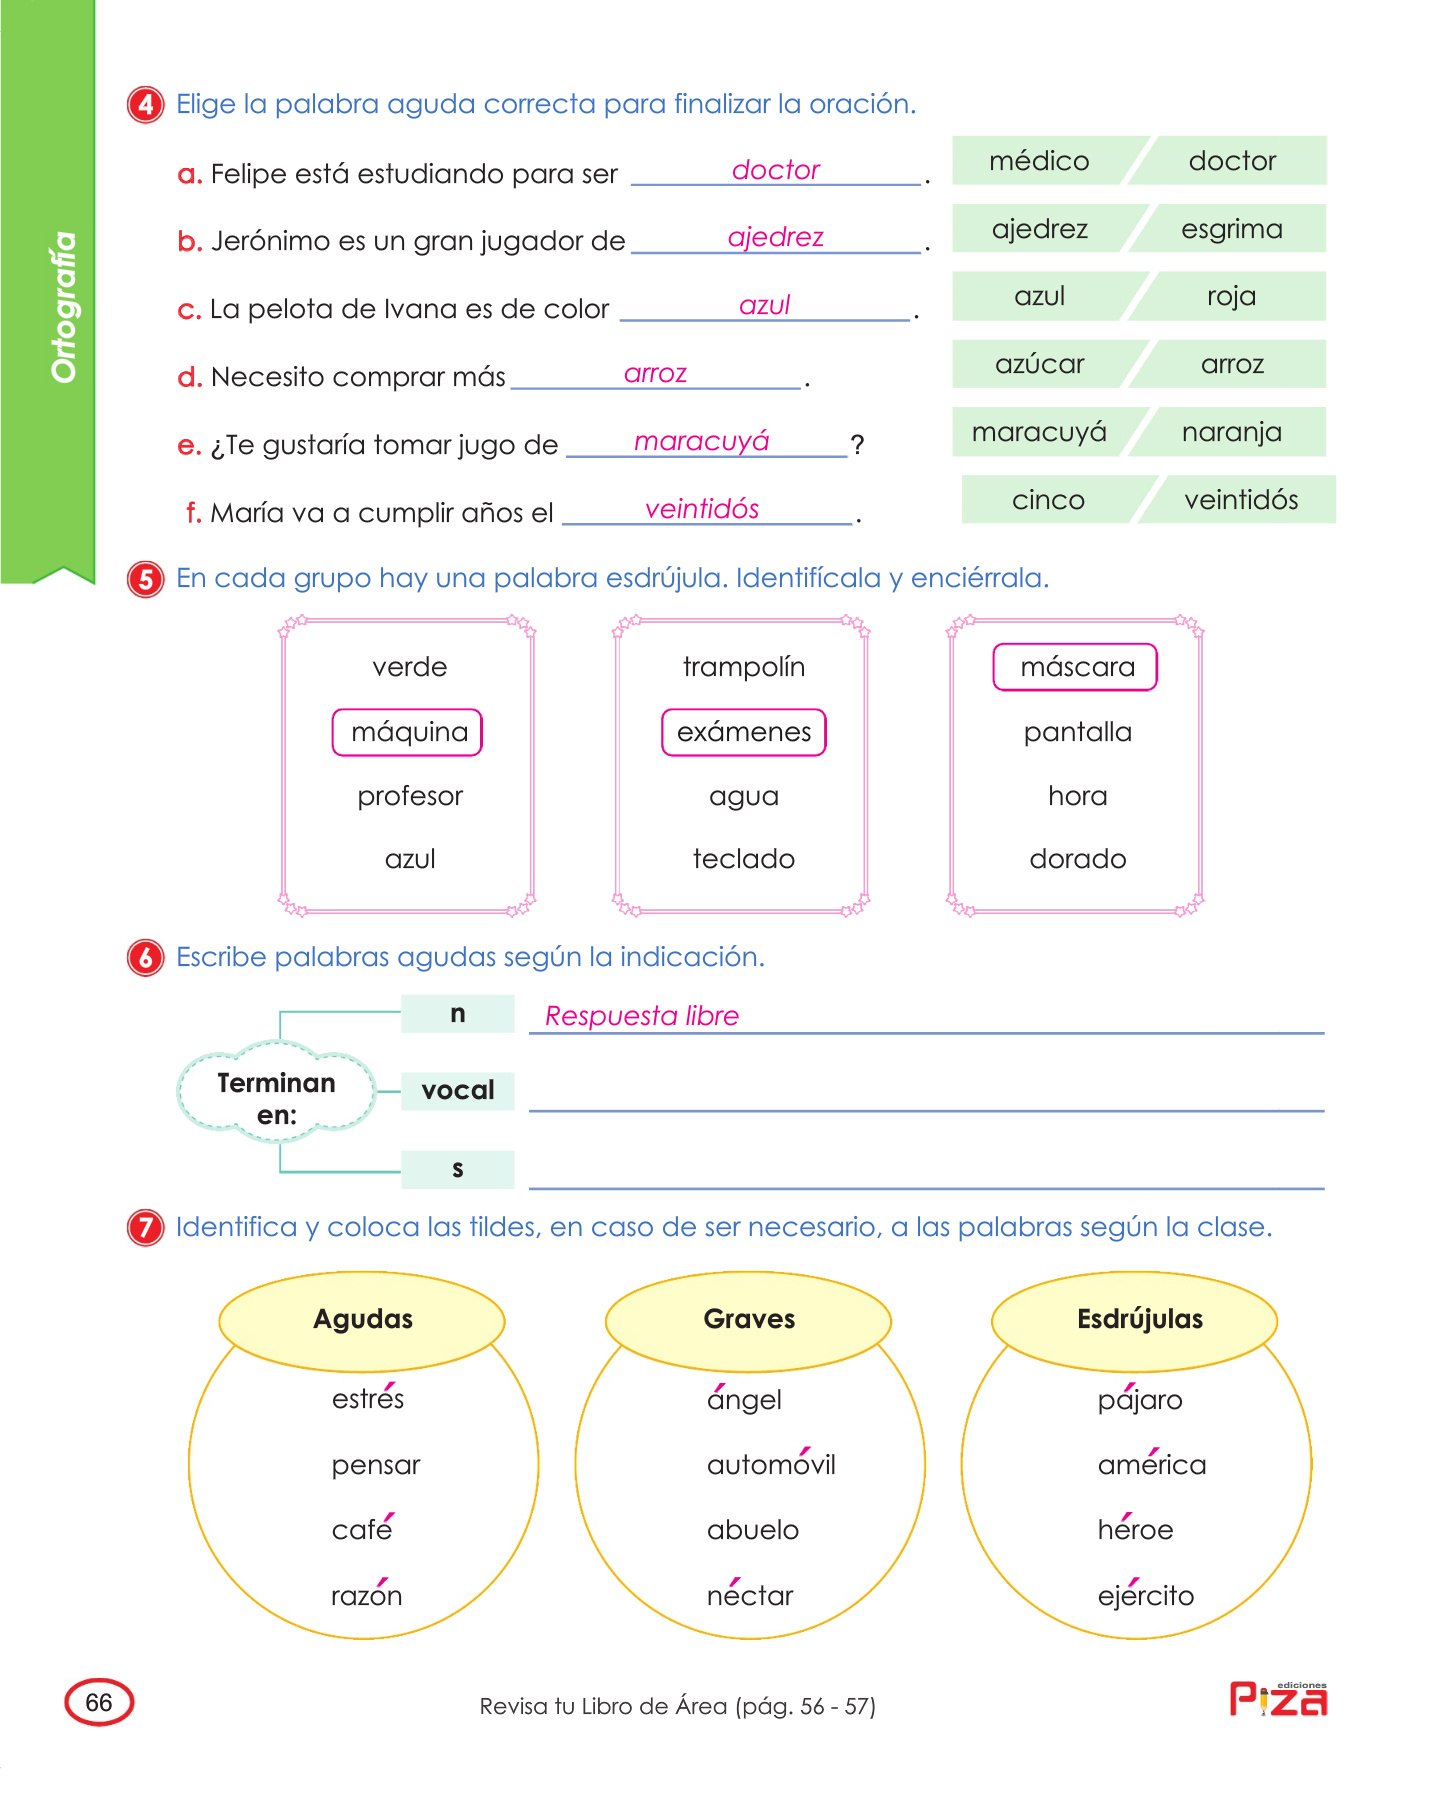 Ortografía
4 Elige la palabra aguda correcta para finalizar la oración.
a. Felipe está estudiando para ser doctor. médico doctor
b. Jerónimo es un gran jugador de ajedrez. ajedrez esgrima
c. La pelota de Ivana es de color azul. azul roja
d. Necesito comprar más arroz. azúcar arroz
e. ¿Te gustaría tomar jugo de maracuyá? maracuyá naranja
f. María va a cumplir años el veintidós. cinco veintidós
5 En cada grupo hay una palabra esdrújula. Identifícala y enciérrala.
verde
máquina
profesor
azul
trampolín
exámenes
agua
teclado
máscara
pantalla
hora
dorado
6 Escribe palabras agudas según la indicación.
Terminan
en:
n Respuesta libre
vocal
s
7 Identifica y coloca las tildes, en caso de ser necesario, a las palabras según la clase.
Agudas
estrés
pensar
café
razón
Graves
ángel
automóvil
abuelo
néctar
Esdrújulas
pájaro
américa
héroe
ejército
66
Revisa tu Libro de Área (pág. 56 - 57)
ediciones
Piza